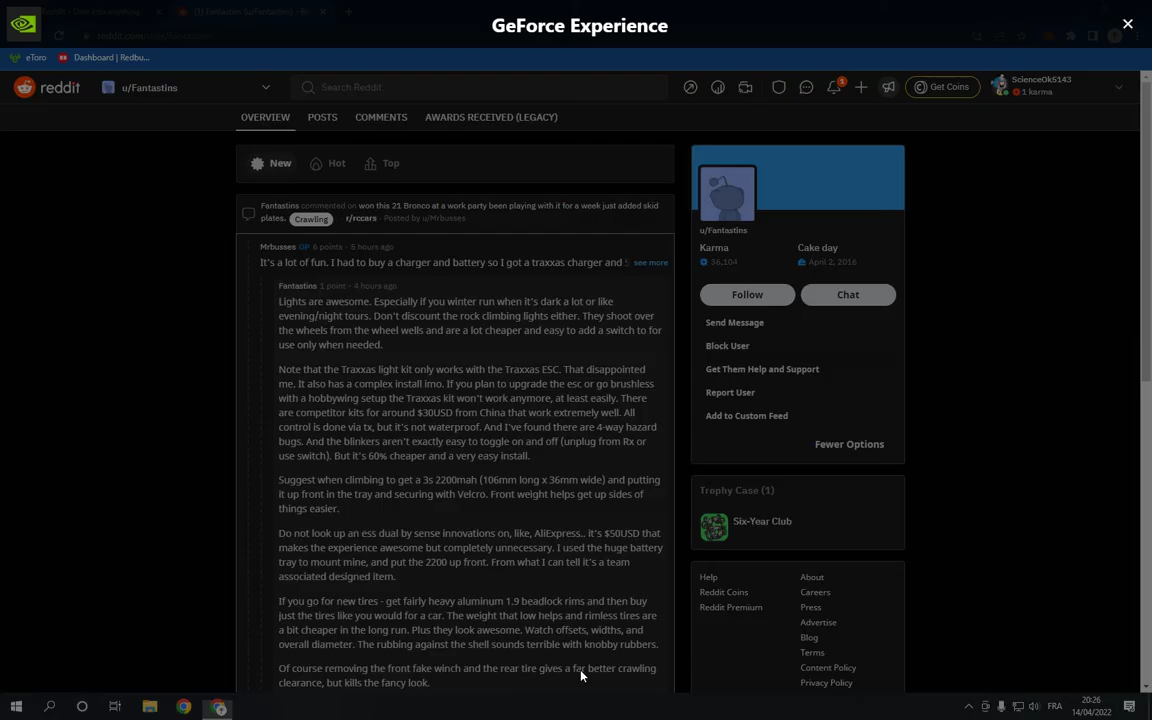 GeForce Experience
eToro
Dashboard | Redbu...
reddit
u/Fantastins
Search Reddit
1
Get Coins
ScienceOk5143
1 karma
OVERVIEW
POSTS
COMMENTS
AWARDS RECEIVED (LEGACY)
New
Hot
Top
Fantastins commented on won this 21 Bronco at a work party been playing with it for a week just added skid
plates. Crawling r/rccars · Posted by u/Mrbusses
Mrbusses OP 6 points · 5 hours ago
It's a lot of fun. I had to buy a charger and battery so I got a traxxas charger and see more
Fantastins 1 point · 4 hours ago
Lights are awesome. Especially if you winter run when it's dark a lot or like
evening/night tours. Don't discount the rock climbing lights either. They shoot over
the wheels from the wheel wells and are a lot cheaper and easy to add a switch to for
use only when needed.
Note that the Traxxas light kit only works with the Traxxas ESC. That disappointed
me. It also has a complex install imo. If you plan to upgrade the esc or go brushless
with a hobbywing setup the Traxxas kit won't work anymore, at least easily. There
are competitor kits for around $30USD from China that work extremely well. All
control is done via tx, but it's not waterproof. And I've found there are 4-way hazard
bugs. And the blinkers aren't exactly easy to toggle on and off (unplug from Rx or
use switch). But it's 60% cheaper and a very easy install.
Suggest when climbing to get a 3s 2200mah (106mm long x 36mm wide) and putting
it up front in the tray and securing with Velcro. Front weight helps get up sides of
things easier.
Do not look up an ess dual by sense innovations on, like, AliExpress.. it's $50USD that
makes the experience awesome but completely unnecessary. I used the huge battery
tray to mount mine, and put the 2200 up front. From what I can tell it's a team
associated designed item.
If you go for new tires - get fairly heavy aluminum 1.9 beadlock rims and then buy
just the tires like you would for a car. The weight that low helps and rimless tires are
a bit cheaper in the long run. Plus they look awesome. Watch offsets, widths, and
overall diameter. The rubbing against the shell sounds terrible with knobby rubbers.
Of course removing the front fake winch and the rear tire gives a far better crawling
clearance, but kills the fancy look.
u/Fantastins
Karma
Cake day
36,104
April 2, 2016
Follow
Chat
Send Message
Block User
Get Them Help and Support
Report User
Add to Custom Feed
Fewer Options
Trophy Case (1)
Six-Year Club
Help
About
Reddit Coins
Careers
Reddit Premium
Press
Advertise
Blog
Terms
Content Policy
Privacy Policy
FRA
20:26
14/04/2022